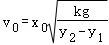 v₀ = x₀√(kg / (y₂ − y₁))